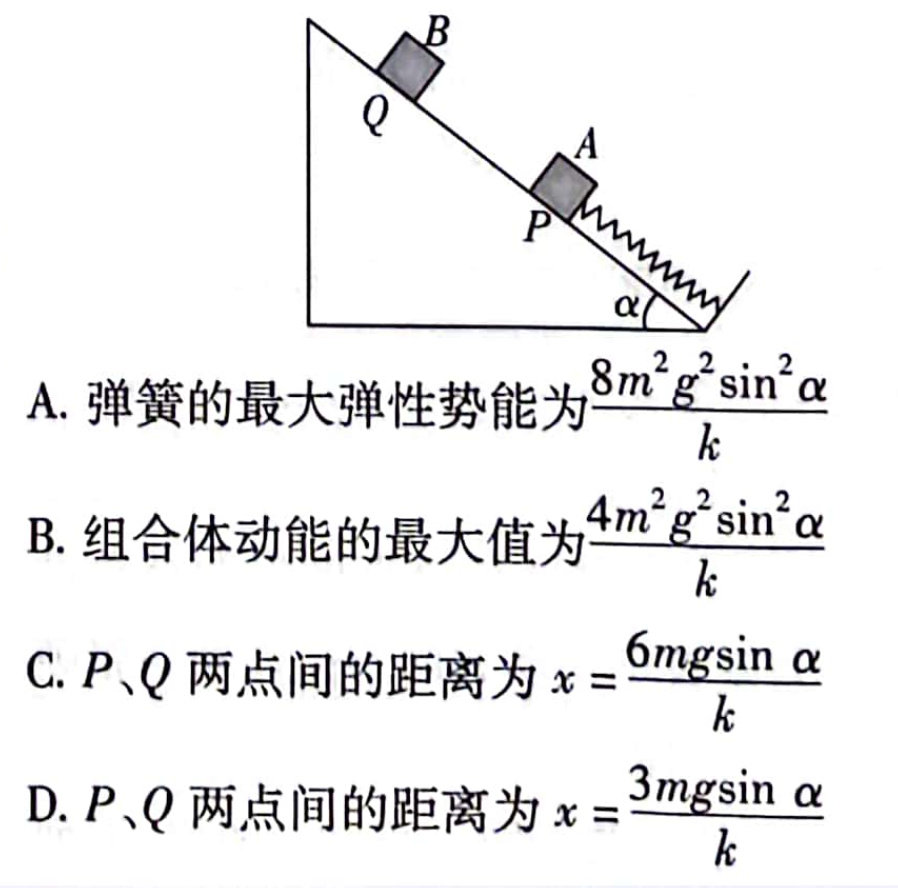 B
Q
A
P
α
A. 弹簧的最大弹性势能为 $\frac{8m^2g^2\sin^2\alpha}{k}$
B. 组合体动能的最大值为 $\frac{4m^2g^2\sin^2\alpha}{k}$
C. P、Q 两点间的距离为 x = $\frac{6mg\sin\alpha}{k}$
D. P、Q 两点间的距离为 x = $\frac{3mg\sin\alpha}{k}$